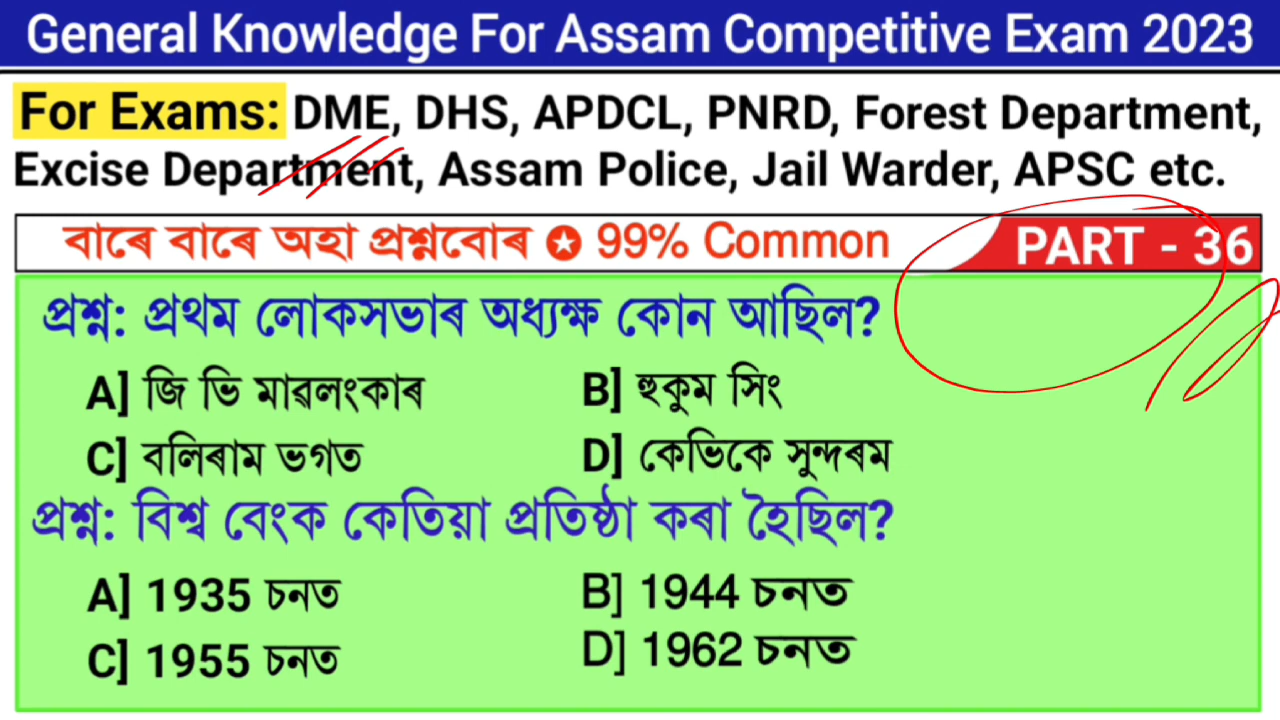 General Knowledge For Assam Competitive Exam 2023
For Exams: DME, DHS, APDCL, PNRD, Forest Department,
Excise Department, Assam Police, Jail Warder, APSC etc.
বাৰে বাৰে অহা প্ৰশ্নবোৰ ✪ 99% Common PART - 36
প্ৰশ্ন: প্ৰথম লোকসভাৰ অধ্যক্ষ কোন আছিল?
A] জি ভি মাৱলংকাৰ B] হুকুম সিং
C] বলিৰাম ভগত D] কেভিকে সুন্দৰম
প্ৰশ্ন: বিশ্ব বেংক কেতিয়া প্ৰতিষ্ঠা কৰা হৈছিল?
A] 1935 চনত B] 1944 চনত
C] 1955 চনত D] 1962 চনত